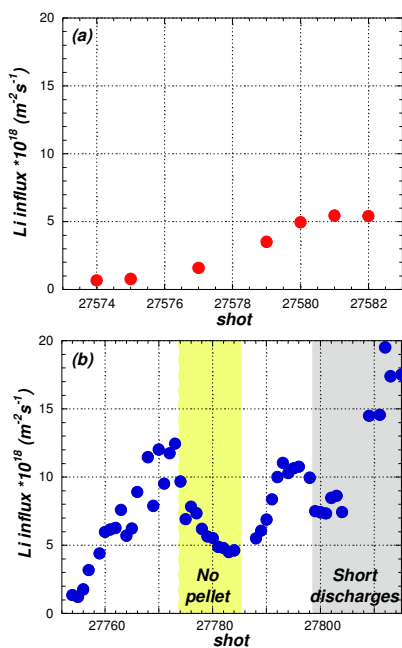 20
(a)
15
10
5
0
Li influx *10^18 (m^-2 s^-1)
27574 27576 27578 27580 27582
shot
20
(b)
15
10
5
0
Li influx *10^18 (m^-2 s^-1)
No
pellet
Short
discharges
27760 27780 27800
shot